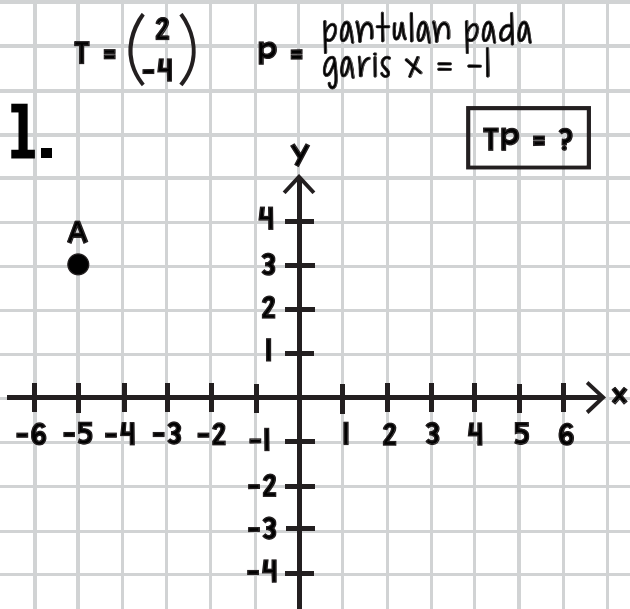 T = (2 -4)
P = pantulan pada garis x = -1
1.
TP = ?
y
4
A
3
2
1
x
-6 -5 -4 -3 -2 -1 1 2 3 4 5 6
-2
-3
-4